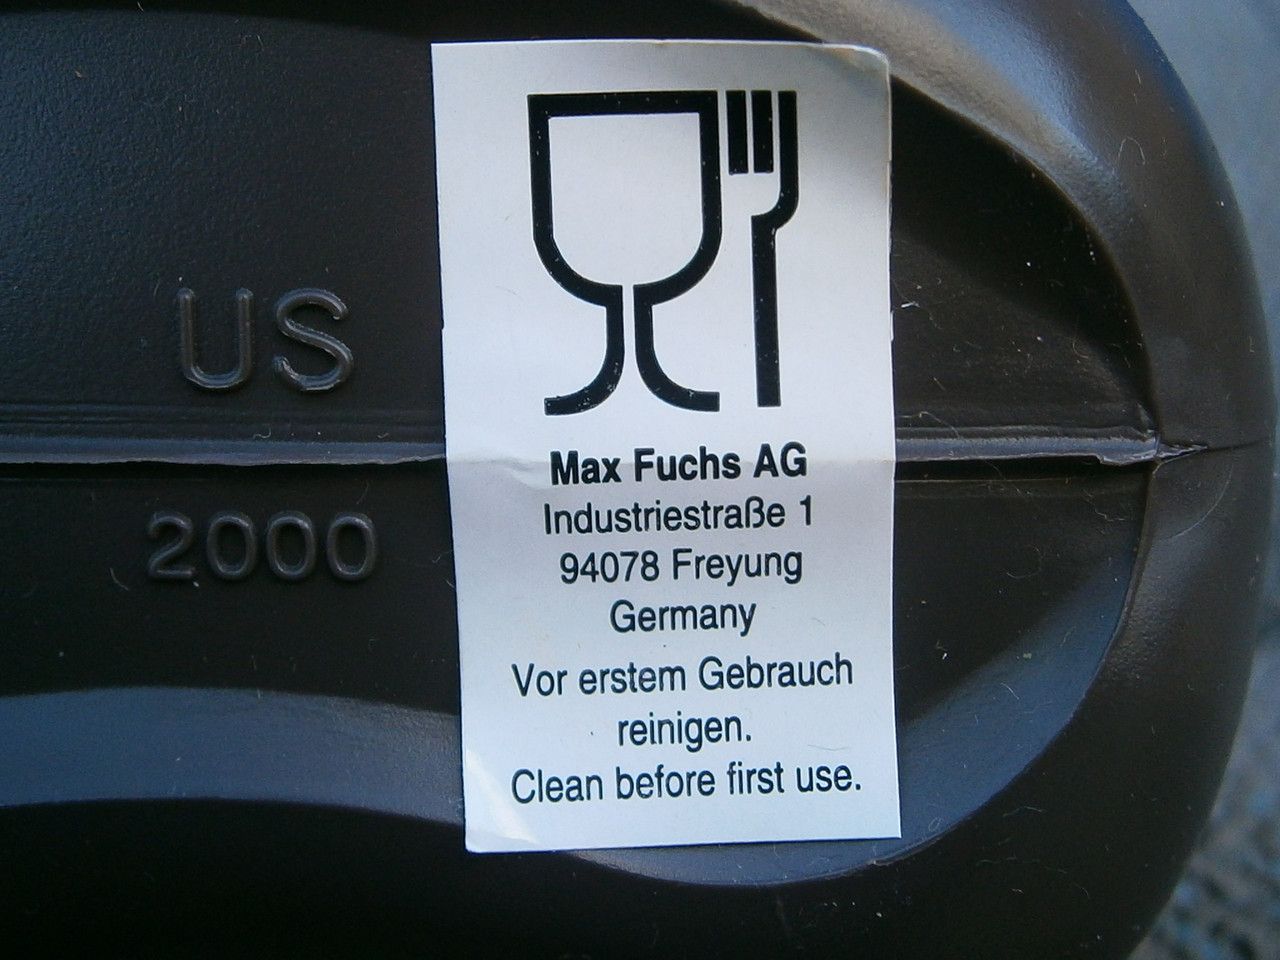 US
2000
Max Fuchs AG
Industriestraße 1
94078 Freyung
Germany
Vor erstem Gebrauch
reinigen.
Clean before first use.